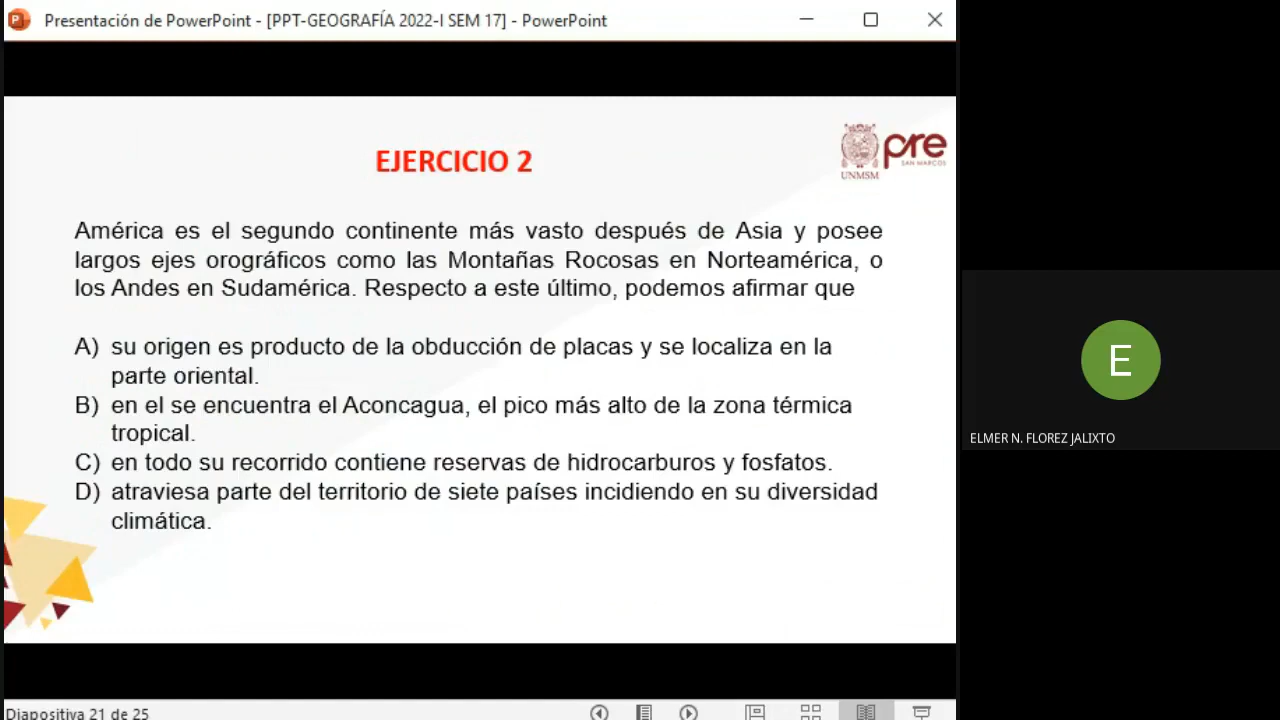 Presentación de PowerPoint - [PPT-GEOGRAFÍA 2022-I SEM 17] - PowerPoint
EJERCICIO 2
pre
SAN MARCOS
UNMSM
América es el segundo continente más vasto después de Asia y posee
largos ejes orográficos como las Montañas Rocosas en Norteamérica, o
los Andes en Sudamérica. Respecto a este último, podemos afirmar que
A) su origen es producto de la obducción de placas y se localiza en la
parte oriental.
B) en el se encuentra el Aconcagua, el pico más alto de la zona térmica
tropical.
C) en todo su recorrido contiene reservas de hidrocarburos y fosfatos.
D) atraviesa parte del territorio de siete países incidiendo en su diversidad
climática.
E
ELMER N. FLOREZ JALIXTO
Diapositiva 21 de 25